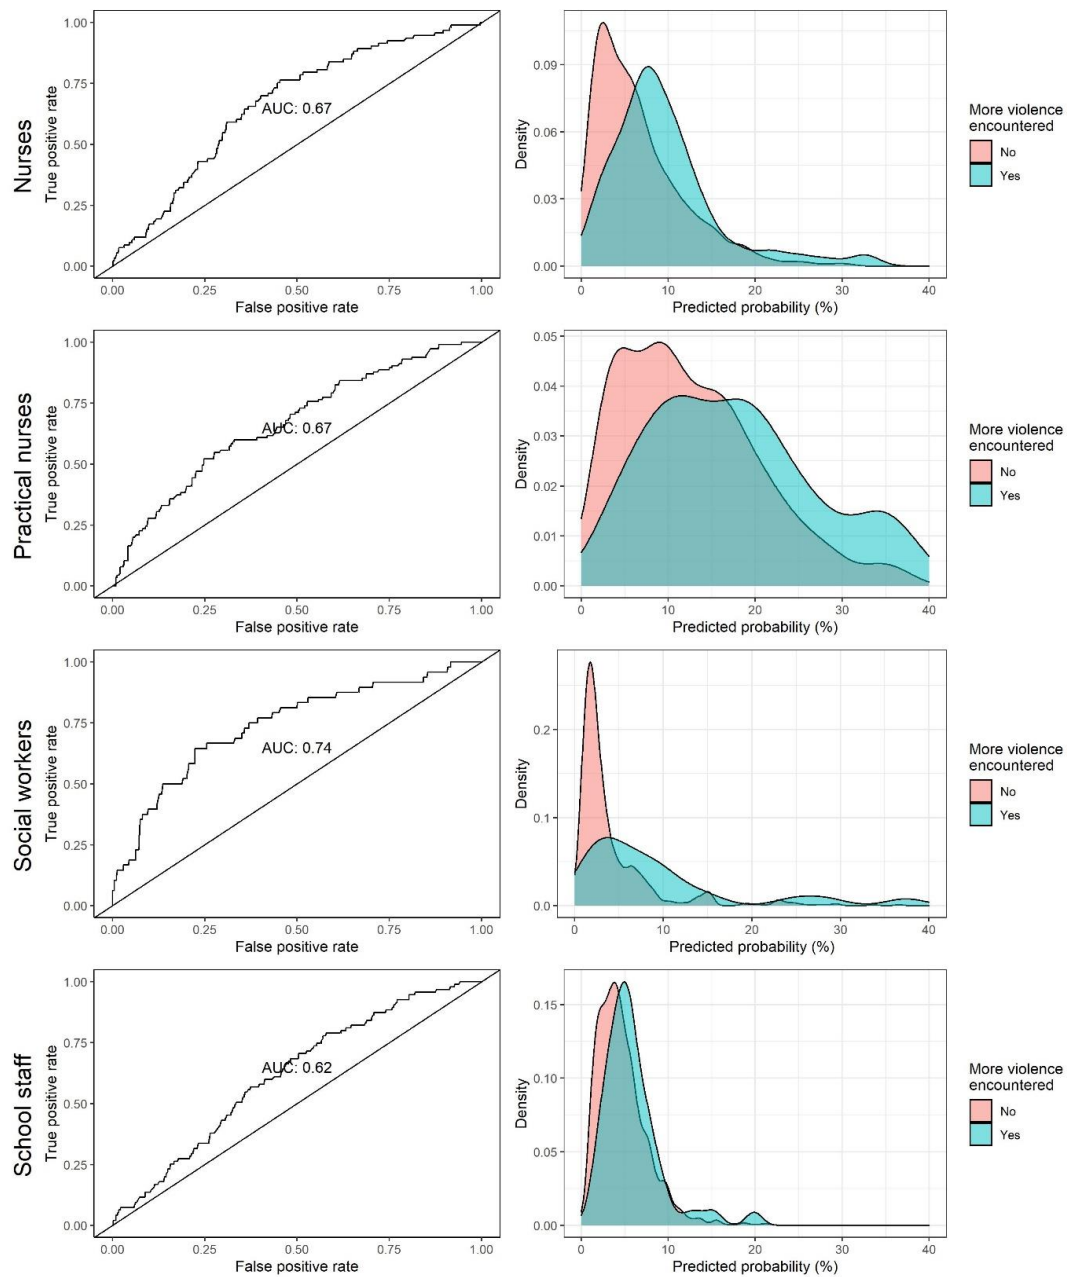 Nurses
True positive rate
1.00
0.75
0.50
0.25
0.00
AUC: 0.67
0.00 0.25 0.50 0.75 1.00
False positive rate
Density
0.09
0.06
0.03
0.00
0 10 20 30 40
Predicted probability (%)
More violence
encountered
No
Yes
Practical nurses
True positive rate
1.00
0.75
0.50
0.25
0.00
AUC: 0.67
0.00 0.25 0.50 0.75 1.00
False positive rate
Density
0.05
0.04
0.03
0.02
0.01
0.00
0 10 20 30 40
Predicted probability (%)
More violence
encountered
No
Yes
Social workers
True positive rate
1.00
0.75
0.50
0.25
0.00
AUC: 0.74
0.00 0.25 0.50 0.75 1.00
False positive rate
Density
0.2
0.1
0.0
0 10 20 30 40
Predicted probability (%)
More violence
encountered
No
Yes
School staff
True positive rate
1.00
0.75
0.50
0.25
0.00
AUC: 0.62
0.00 0.25 0.50 0.75 1.00
False positive rate
Density
0.15
0.10
0.05
0.00
0 10 20 30 40
Predicted probability (%)
More violence
encountered
No
Yes